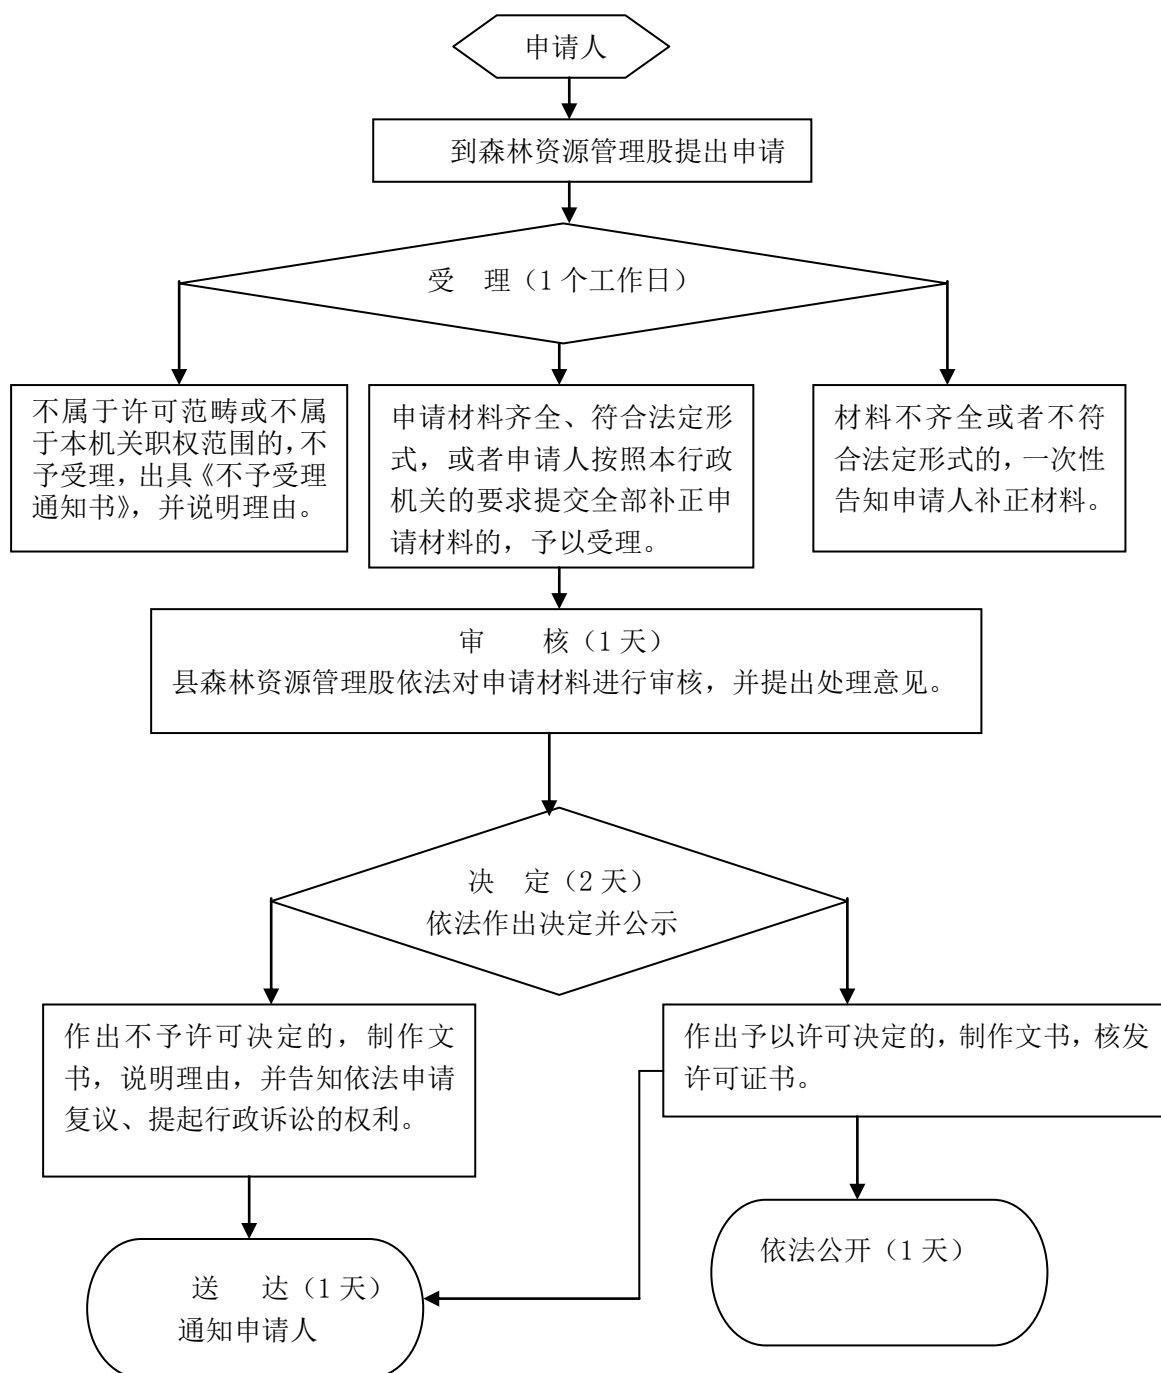 申请人
到森林资源管理股提出申请
受　理（1个工作日）
不属于许可范畴或不属
于本机关职权范围的，不
予受理，出具《不予受理
通知书》，并说明理由。
申请材料齐全、符合法定形
式，或者申请人按照本行政
机关的要求提交全部补正申
请材料的，予以受理。
材料不齐全或者不符
合法定形式的，一次性
告知申请人补正材料。
审　　核（1天）
县森林资源管理股依法对申请材料进行审核，并提出处理意见。
决　定（2天）
依法作出决定并公示
作出不予许可决定的，制作文
书，说明理由，并告知依法申请
复议、提起行政诉讼的权利。
作出予以许可决定的，制作文书，核发
许可证书。
送　达（1天）
通知申请人
依法公开（1天）